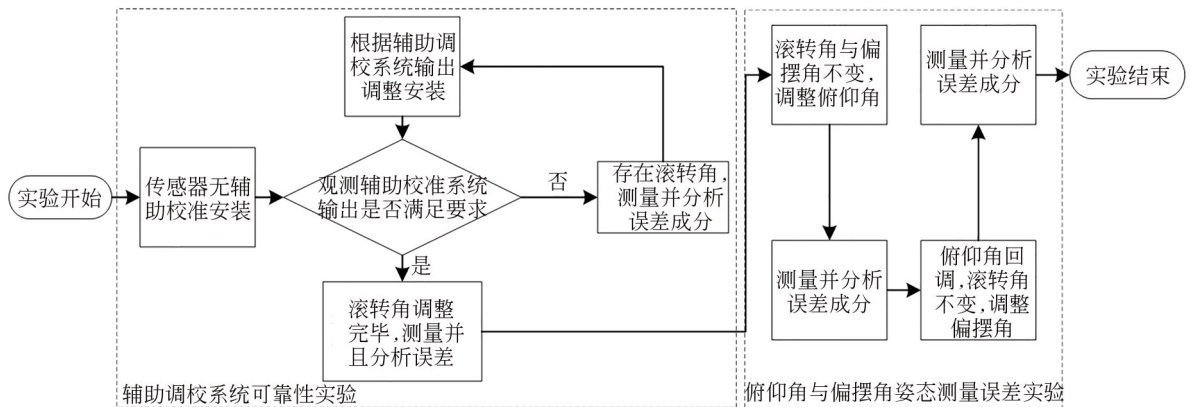 实验开始
传感器无辅
助校准安装
根据辅助调
校系统输出
调整安装
观测辅助校准系统
输出是否满足要求
否
存在滚转角，
测量并分析
误差成分
是
滚转角调整
完毕，测量并
且分析误差
辅助调校系统可靠性实验
滚转角与偏
摆角不变，
调整俯仰角
测量并分析
误差成分
俯仰角回
调，滚转角
不变，调整
偏摆角
测量并分析
误差成分
实验结束
俯仰角与偏摆角姿态测量误差实验